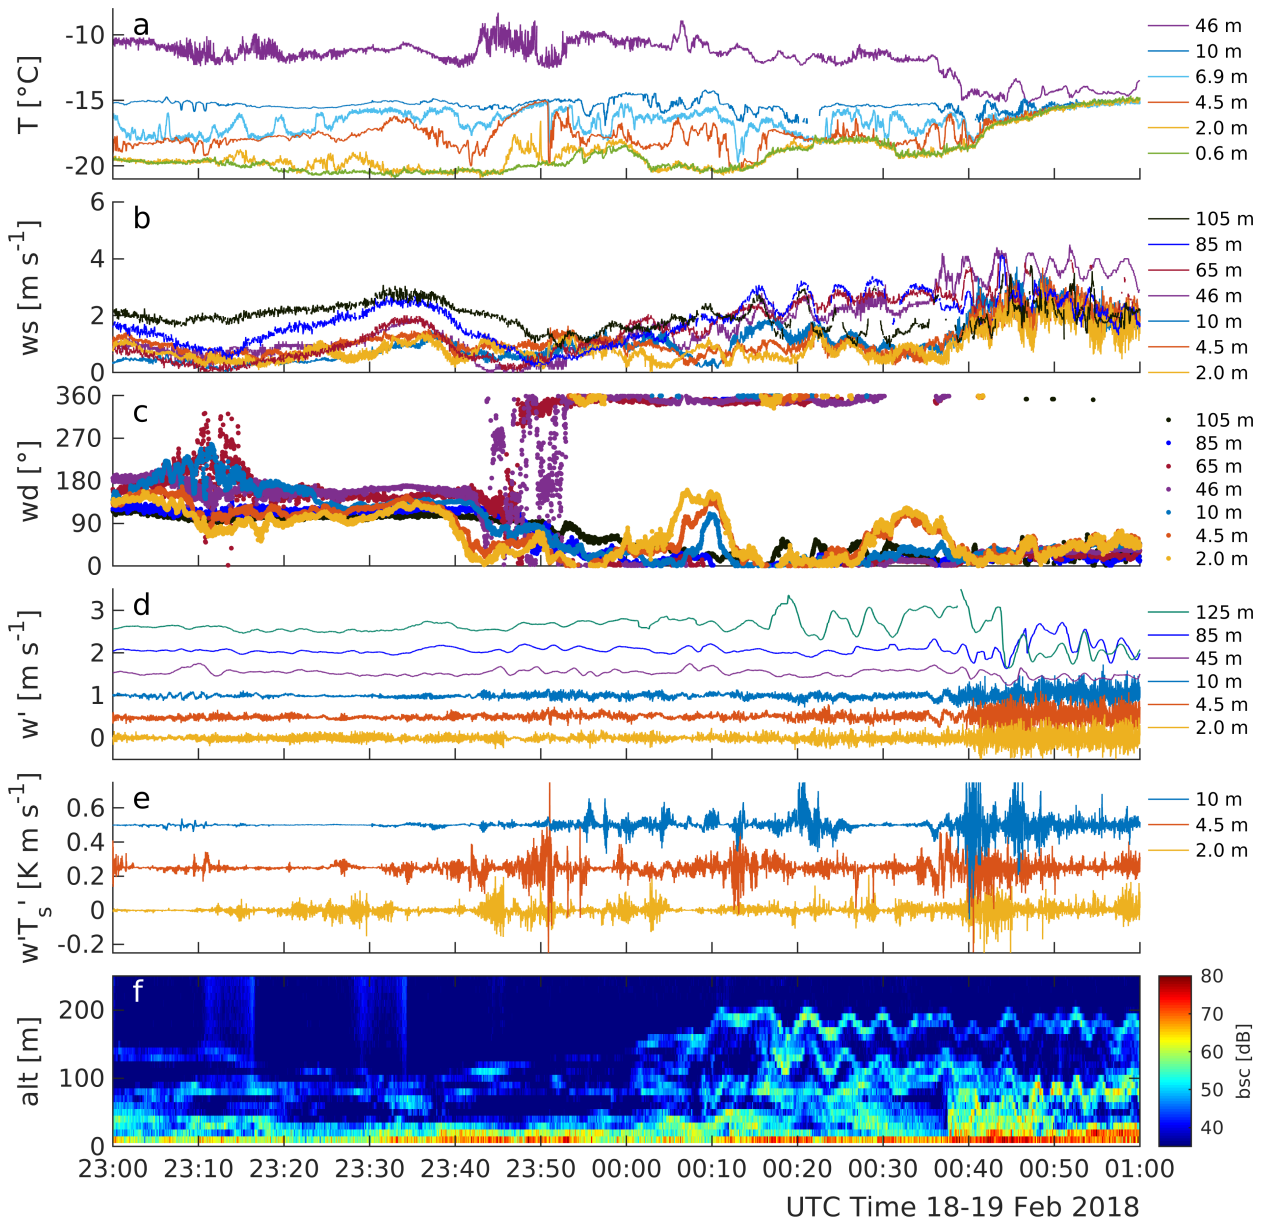 a
T [°C]
-10
-15
-20
46 m
10 m
6.9 m
4.5 m
2.0 m
0.6 m
b
ws [m s-1]
6
4
2
0
105 m
85 m
65 m
46 m
10 m
4.5 m
2.0 m
c
wd [°]
360
270
180
90
0
105 m
85 m
65 m
46 m
10 m
4.5 m
2.0 m
d
w' [m s-1]
3
2
1
0
125 m
85 m
45 m
10 m
4.5 m
2.0 m
e
w'Ts' [K m s-1]
0.6
0.4
0.2
0
-0.2
10 m
4.5 m
2.0 m
f
alt [m]
200
100
0
80
70
60
50
40
bsc [dB]
23:00 23:10 23:20 23:30 23:40 23:50 00:00 00:10 00:20 00:30 00:40 00:50 01:00
UTC Time 18-19 Feb 2018